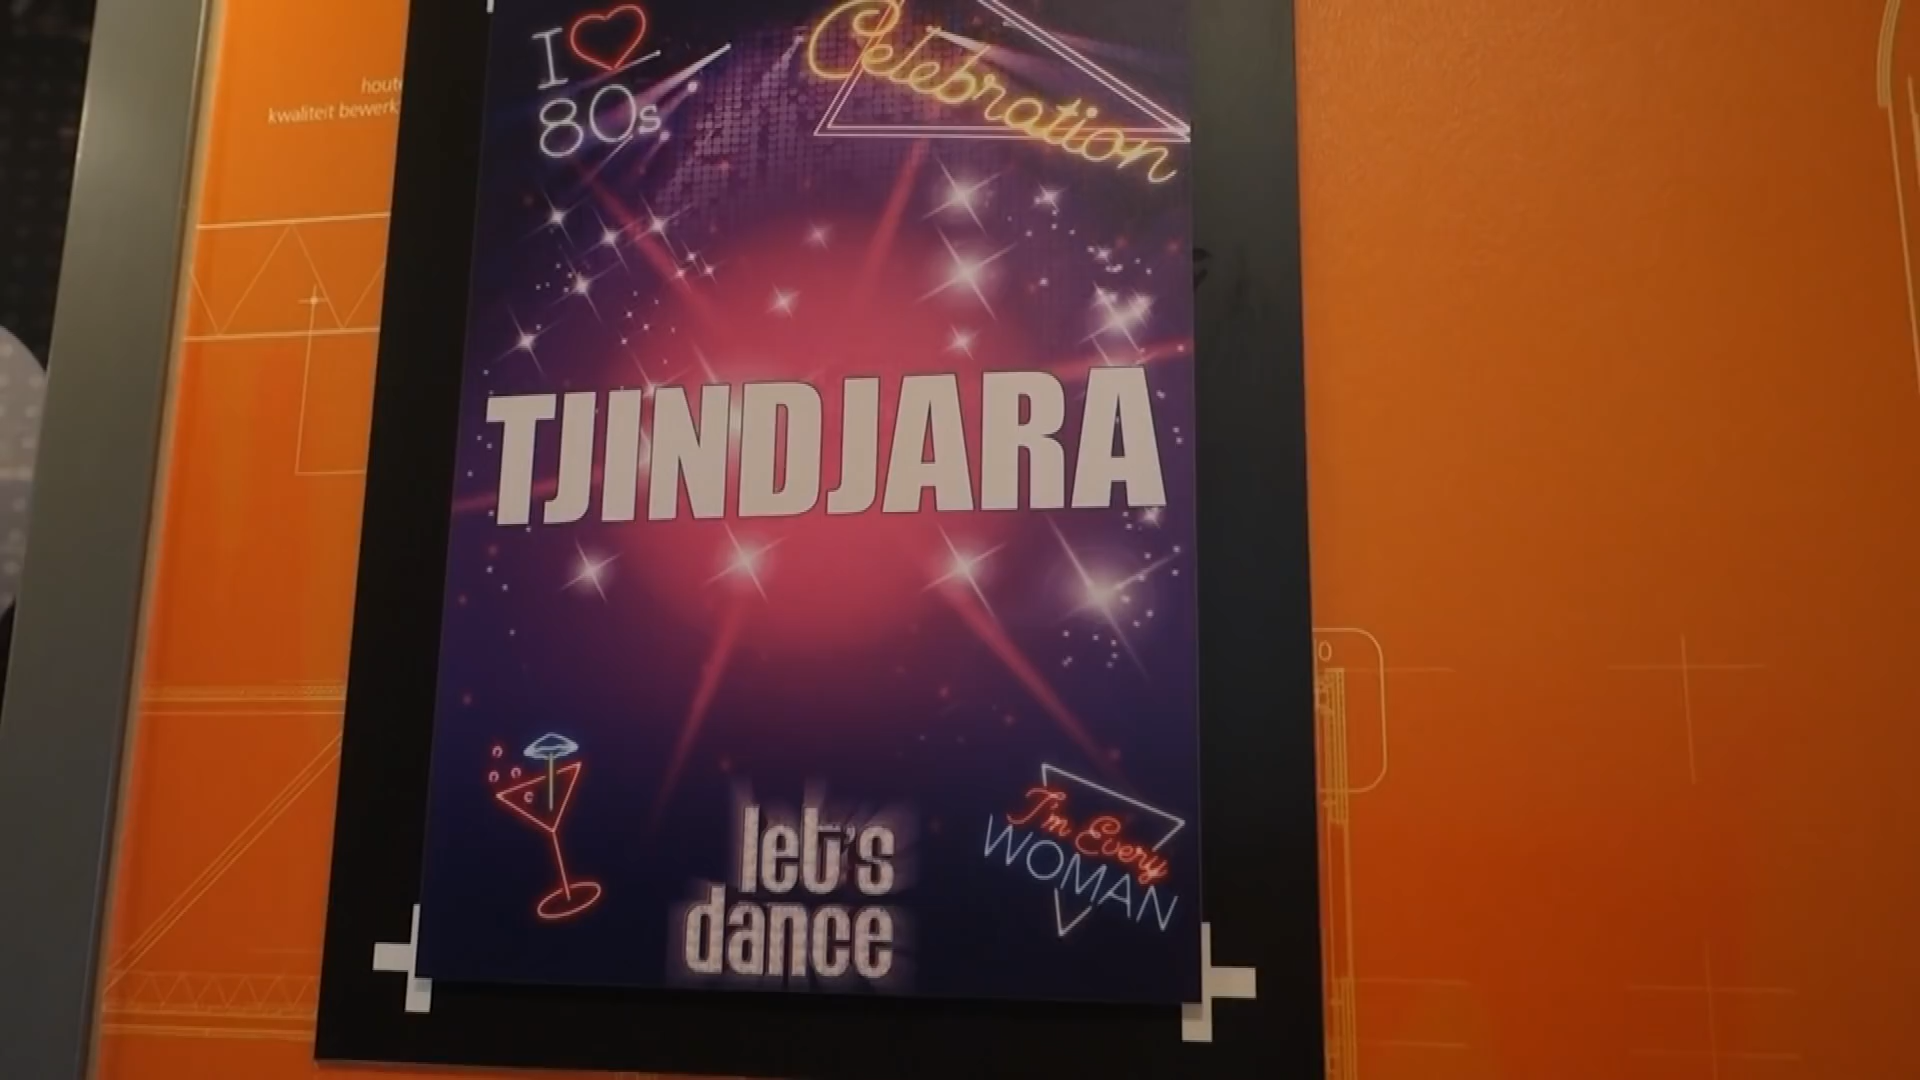 I
80s
Celebration
houte
kwaliteit bewerk
TJINDJARA
let's
dance
I'm Every
WOMAN